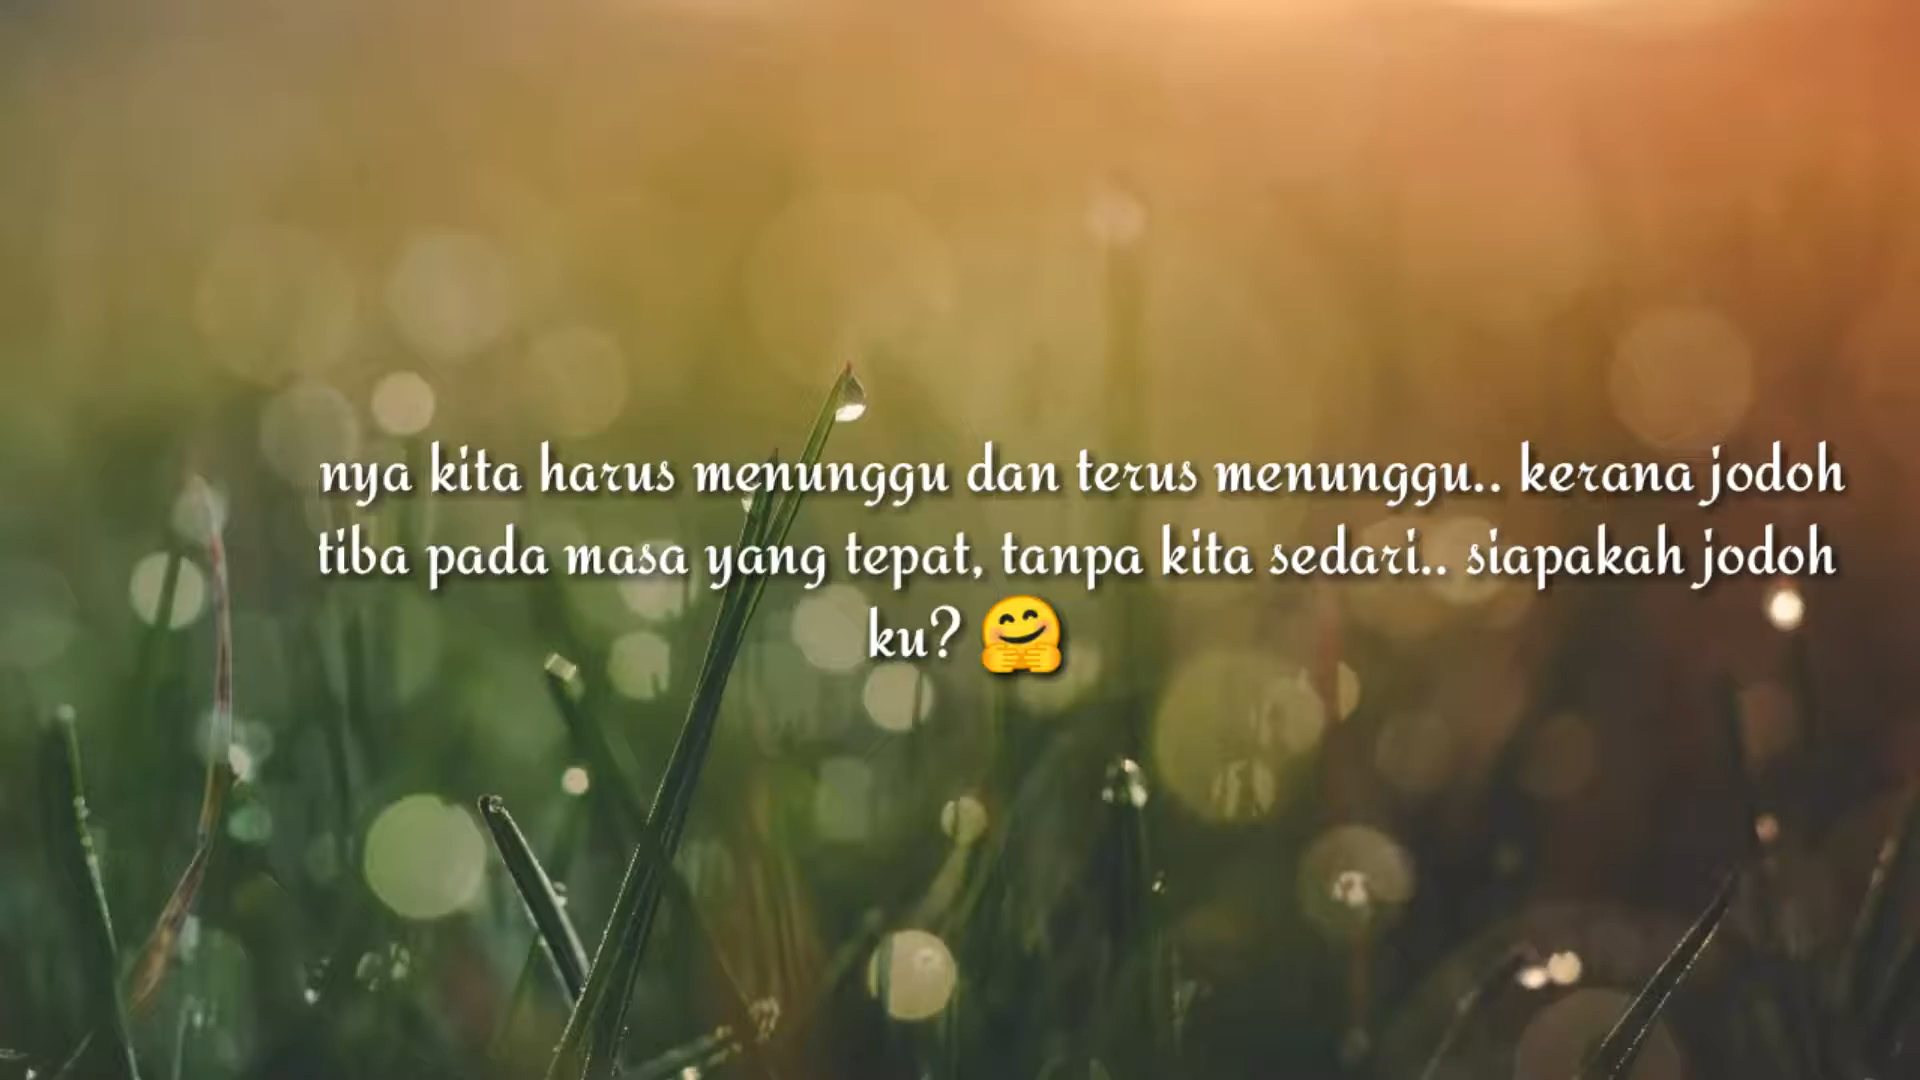 nya kita harus menunggu dan terus menunggu.. kerana jodoh
tiba pada masa yang tepat, tanpa kita sedari.. siapakah jodoh
ku? 🤗